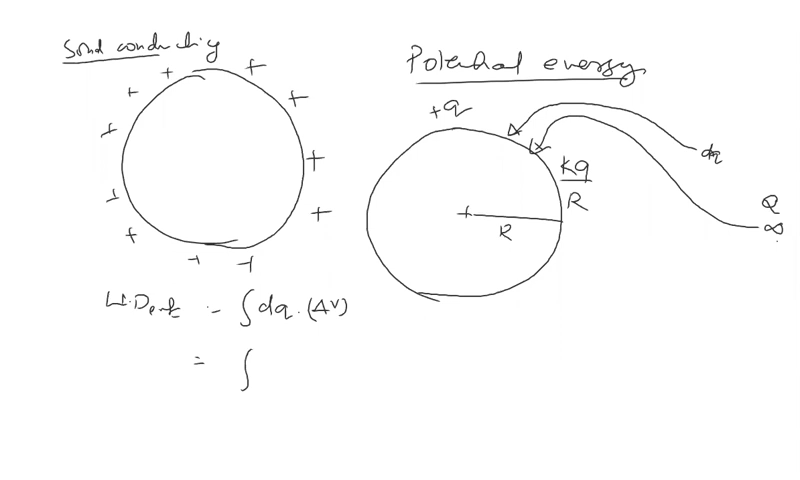 Solid conducting
Potential energy
+q
+ + + + + + + + + + + +
dq
Kq
R
Q
∞
+
R
W.Dext = ∫dq.(ΔV)
= ∫